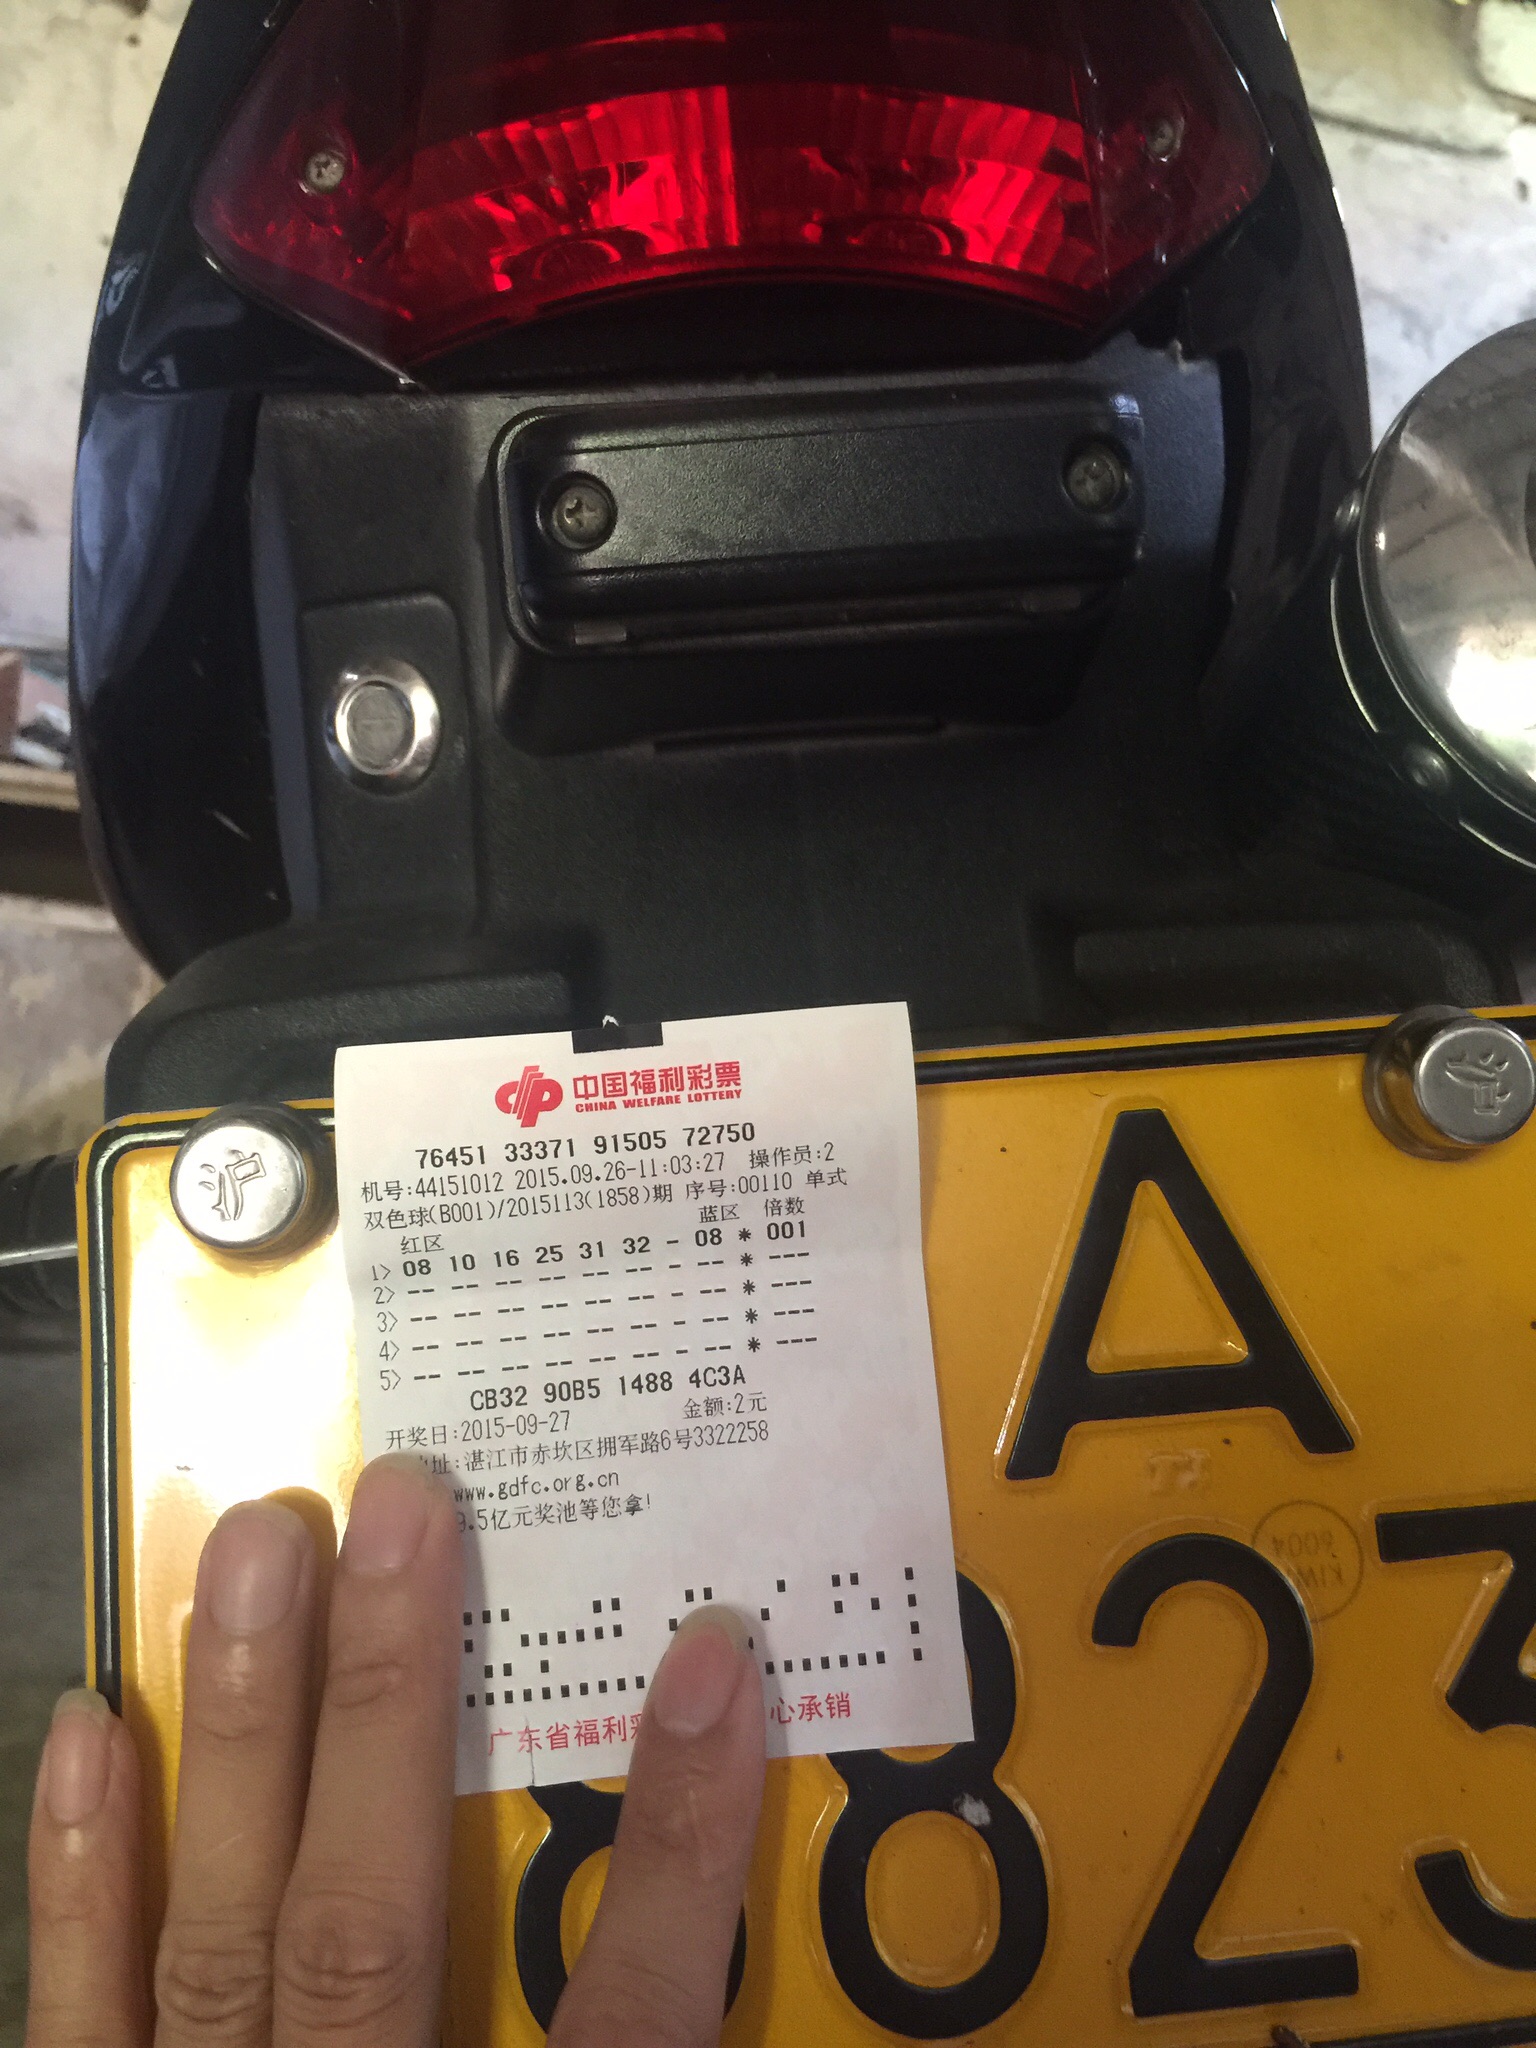 中国福利彩票
CHINA WELFARE LOTTERY
76451 33371 91505 72750
机号:44151012 2015.09.26-11:03:27 操作员:2
双色球(B001)/2015113(1858)期 序号:00110 单式
红区 蓝区 倍数
1> 08 10 16 25 31 32 - 08 * 001
2> -- -- -- -- -- -- - -- * ---
3> -- -- -- -- -- -- - -- * ---
4> -- -- -- -- -- -- - -- * ---
5> -- -- -- -- -- -- - -- * ---
CB32 90B5 1488 4C3A
开奖日:2015-09-27 金额:2元
址:湛江市赤坎区拥军路6号3322258
www.gdfc.org.cn
9.5亿元奖池等您拿!
广东省福利彩 心承销
沪
沿
A
8823